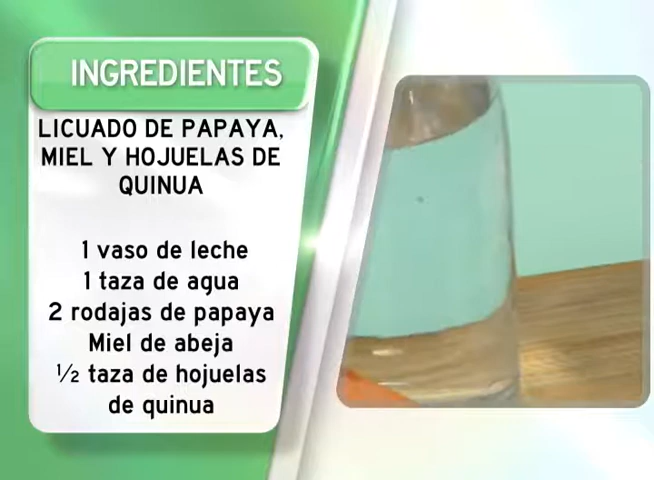 INGREDIENTES
LICUADO DE PAPAYA,
MIEL Y HOJUELAS DE
QUINUA
1 vaso de leche
1 taza de agua
2 rodajas de papaya
Miel de abeja
½ taza de hojuelas
de quinua